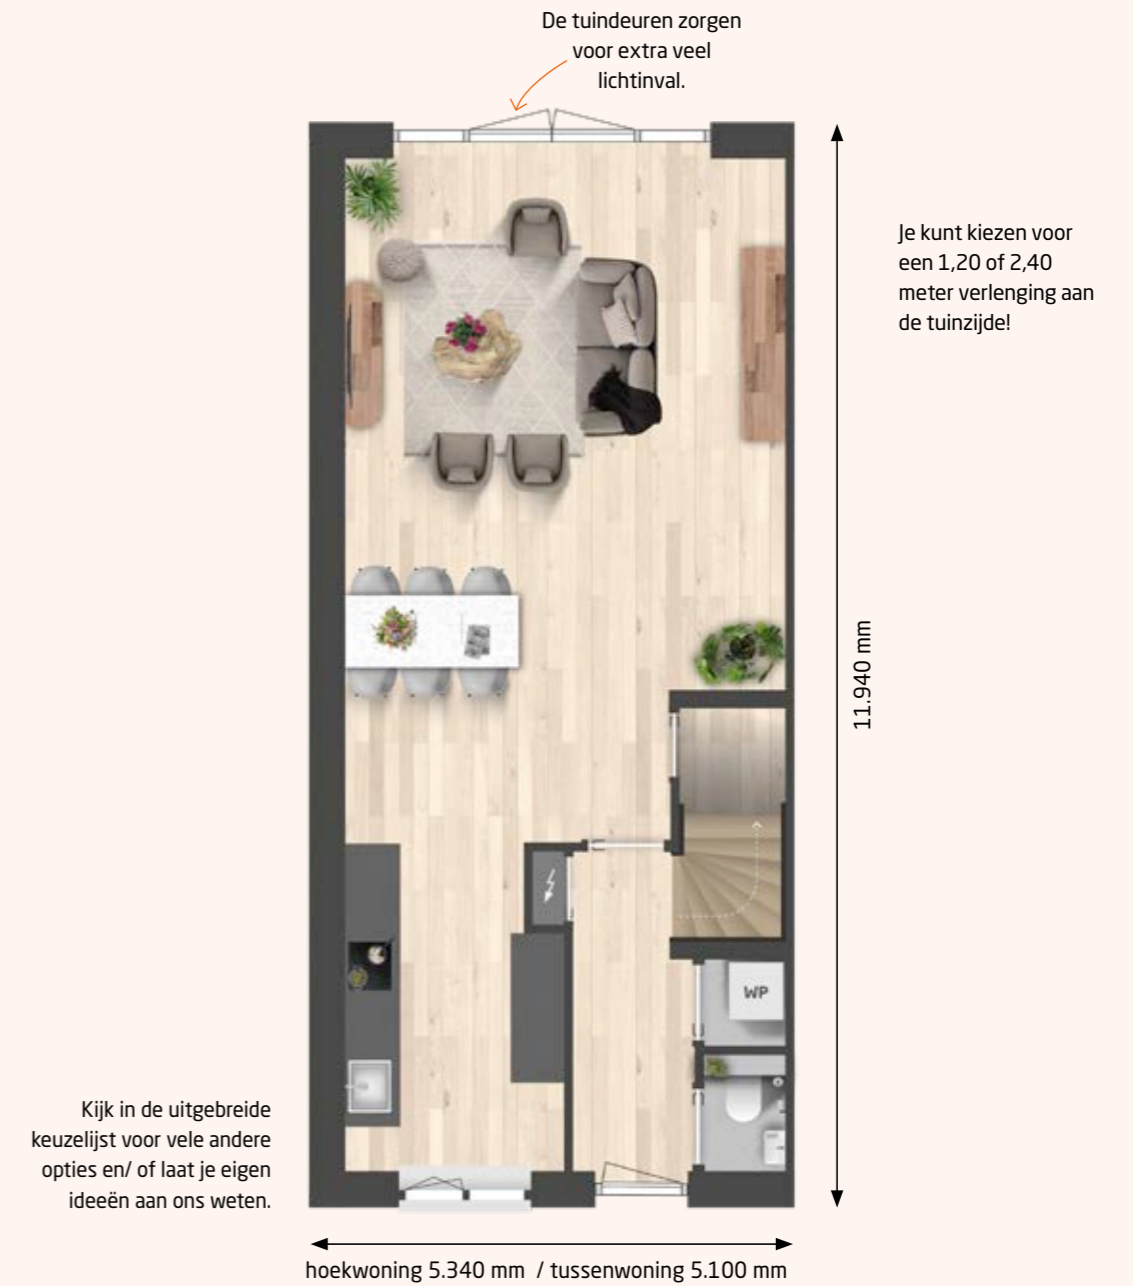 De tuindeuren zorgen
voor extra veel
lichtinval.
Je kunt kiezen voor
een 1,20 of 2,40
meter verlenging aan
de tuinzijde!
11.940 mm
WP
Kijk in de uitgebreide
keuzelijst voor vele andere
opties en/ of laat je eigen
ideeën aan ons weten.
hoekwoning 5.340 mm / tussenwoning 5.100 mm